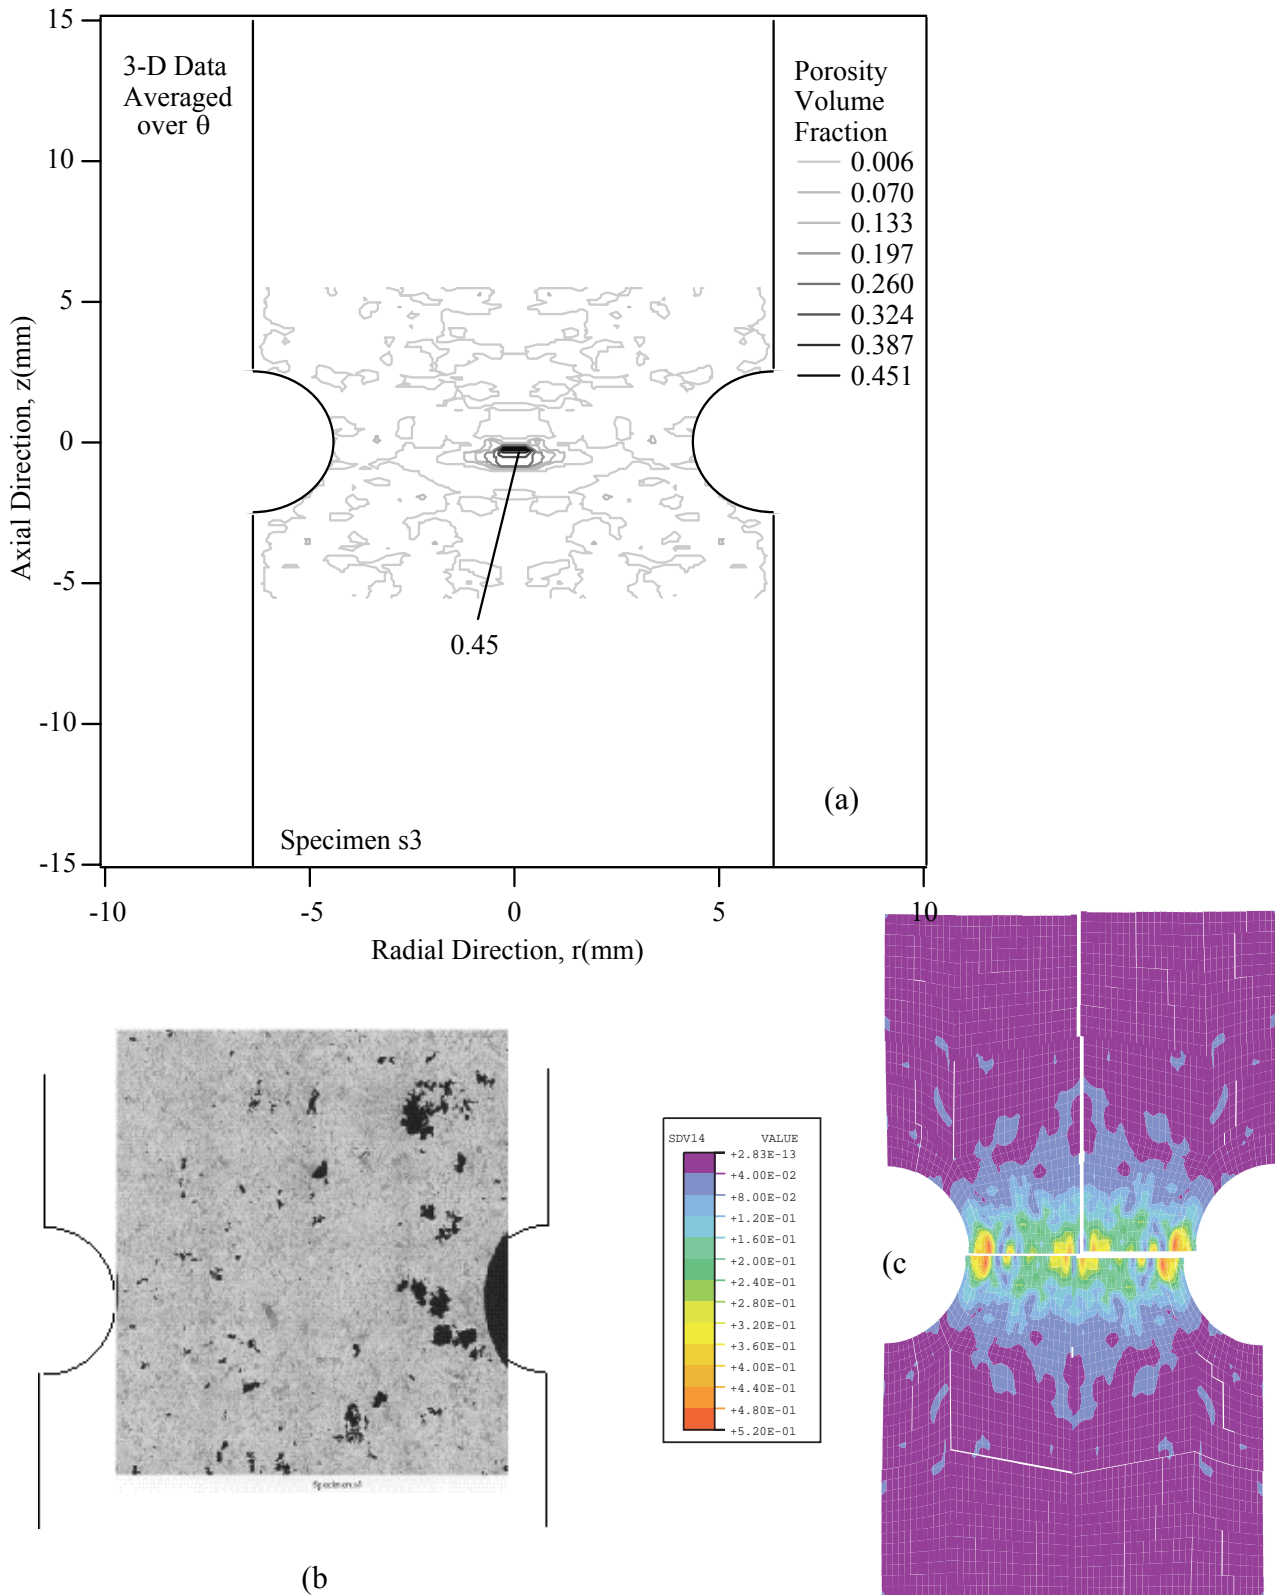 15
10
5
0
-5
-10
-15
Axial Direction, z(mm)
3-D Data
Averaged
over θ
Porosity
Volume
Fraction
0.006
0.070
0.133
0.197
0.260
0.324
0.387
0.451
0.45
(a)
Specimen s3
-10
-5
0
5
10
Radial Direction, r(mm)
(b
SDV14 VALUE
+2.83E-13
+4.00E-02
+8.00E-02
+1.20E-01
+1.60E-01
+2.00E-01
+2.40E-01
+2.80E-01
+3.20E-01
+3.60E-01
+4.00E-01
+4.40E-01
+4.80E-01
+5.20E-01
(c